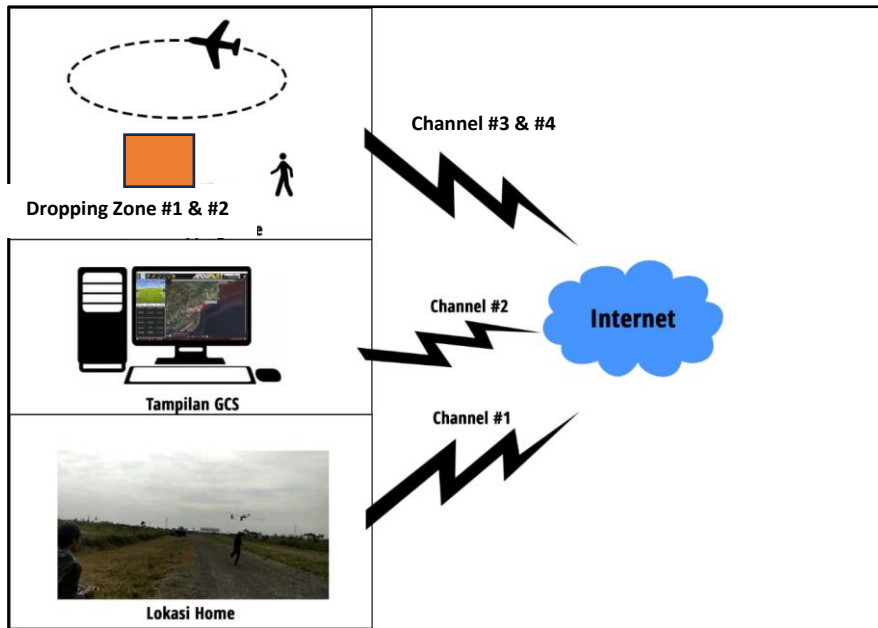 Channel #3 & #4
Dropping Zone #1 & #2
Channel #2
Internet
Tampilan GCS
Channel #1
Lokasi Home